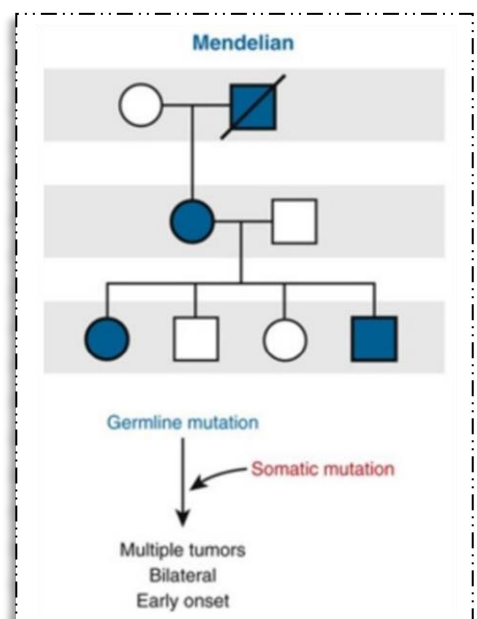 Mendelian
Germline mutation
Somatic mutation
Multiple tumors
Bilateral
Early onset